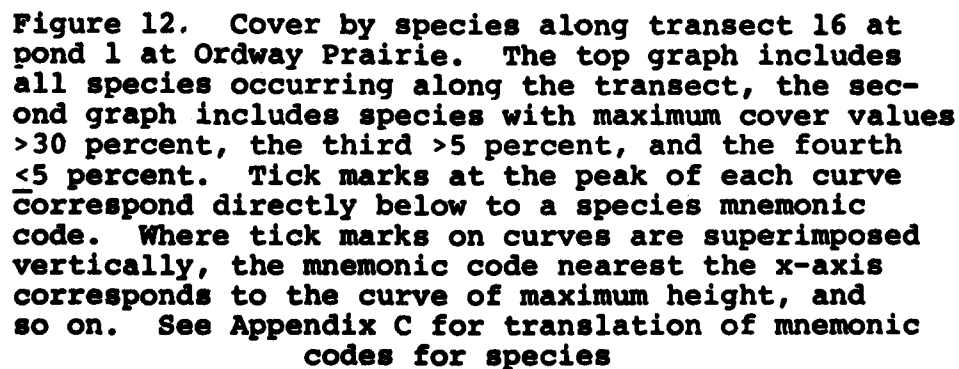 Figure 12. Cover by species along transect 16 at
pond 1 at Ordway Prairie. The top graph includes
all species occurring along the transect, the sec-
ond graph includes species with maximum cover values
>30 percent, the third >5 percent, and the fourth
≤5 percent. Tick marks at the peak of each curve
correspond directly below to a species mnemonic
code. Where tick marks on curves are superimposed
vertically, the mnemonic code nearest the x-axis
corresponds to the curve of maximum height, and
so on. See Appendix C for translation of mnemonic
codes for species